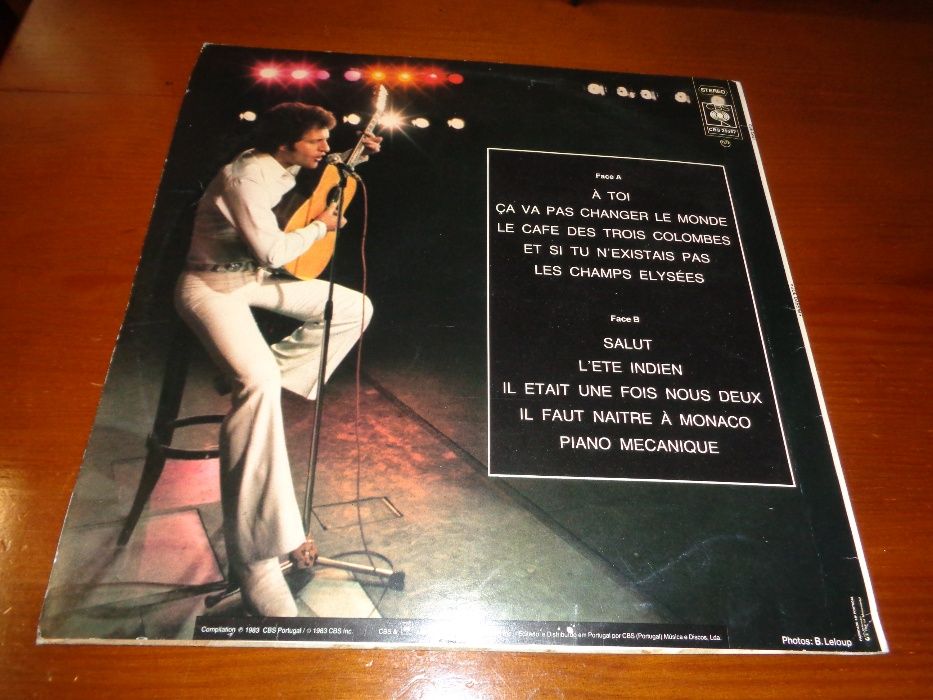 STEREO
CBS
Face A
À TOI
ÇA VA PAS CHANGER LE MONDE
LE CAFE DES TROIS COLOMBES
ET SI TU N'EXISTAIS PAS
LES CHAMPS ELYSÉES
Face B
SALUT
L'ETE INDIEN
IL ETAIT UNE FOIS NOUS DEUX
IL FAUT NAITRE À MONACO
PIANO MECANIQUE
Compilation ℗ 1983 CBS Portugal / © 1983 CBS Inc.
e Distribuído em Portugal por CBS (Portugal) Música e Discos, Lda.
Photos: B. Leloup